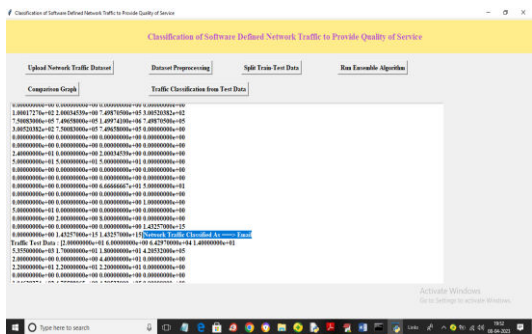 Classification of Software Defined Network Traffic to Provide Quality of Service
Classification of Software Defined Network Traffic to Provide Quality of Service
Upload Network Traffic Dataset
Dataset Preprocessing
Split Train-Test Data
Run Ensemble Algorithm
Comparison Graph
Traffic Classification from Test Data
0.00000000e+00 0.00000000e+00 0.00000000e+00 0.00000000e+00
1.00017270e+02 2.00034539e+00 7.49870500e+05 3.00520382e+02
7.50083000e+05 7.49658000e+05 1.49974100e+06 7.49870500e+05
3.00520382e+02 7.50083000e+05 7.49658000e+05 0.00000000e+00
0.00000000e+00 0.00000000e+00 0.00000000e+00 0.00000000e+00
0.00000000e+00 0.00000000e+00 0.00000000e+00 0.00000000e+00
2.40000000e+01 0.00000000e+00 2.00034539e+00 0.00000000e+00
5.00000000e+01 5.00000000e+01 5.00000000e+01 0.00000000e+00
0.00000000e+00 0.00000000e+00 0.00000000e+00 0.00000000e+00
0.00000000e+00 0.00000000e+00 6.66666667e+01 5.00000000e+01
0.00000000e+00 0.00000000e+00 0.00000000e+00 0.00000000e+00
0.00000000e+00 0.00000000e+00 1.00000000e+00 0.00000000e+00
5.00000000e+01 0.00000000e+00 0.00000000e+00 0.00000000e+00
0.00000000e+00 2.00000000e+00 0.00000000e+00 0.00000000e+00
0.00000000e+00 0.00000000e+00 0.00000000e+00 1.43257000e+15
0.00000000e+00 1.43257000e+15 1.43257000e+15] Network Traffic Classified As ===> Email
Traffic Test Data : [2.00000000e+01 6.00000000e+00 6.42970000e+04 1.40000000e+01
5.35500000e+03 1.70000000e+01 1.80000000e+01 4.20532000e+05
2.00000000e+00 0.00000000e+00 4.40000000e+01 0.00000000e+00
2.20000000e+01 2.20000000e+01 2.20000000e+01 0.00000000e+00
0.00000000e+00 0.00000000e+00 0.00000000e+00 0.00000000e+00
Activate Windows
Go to Settings to activate Windows.
Type here to search
Links
19:52
08-04-2023